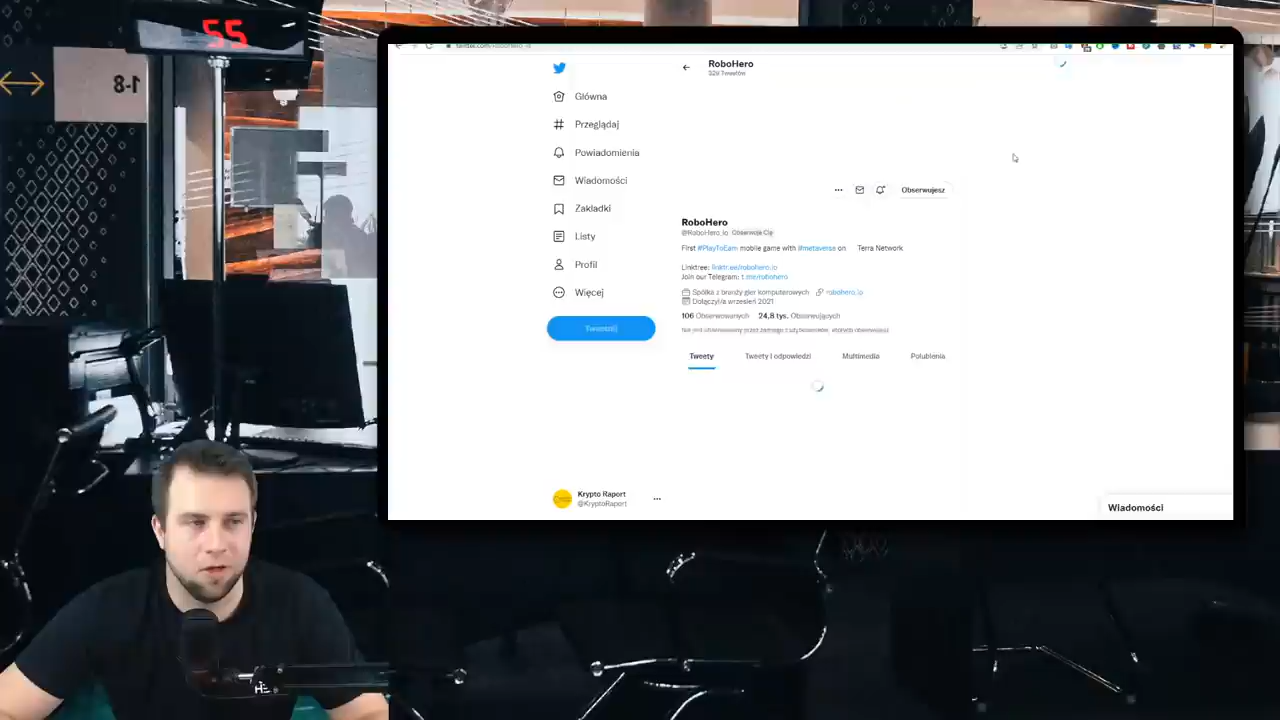 55
RoboHero
Główna
Przeglądaj
Powiadomienia
Wiadomości
Zakładki
Listy
Profil
Więcej
Tweetnij
Obserwujesz
RoboHero
@RoboHero_io Obserwuje Cię
First #PlayToEarn mobile game with #metaverse on Terra Network
Linktree: linktr.ee/robohero.io
Join our Telegram: t.me/robohero
Spółka z branży gier komputerowych robohero.io
Dołączył/a wrzesień 2021
106 Obserwowanych 24,8 tys. Obserwujących
Tweety Tweety i odpowiedzi Multimedia Polubienia
Krypto Raport
@KryptoRaport
Wiadomości